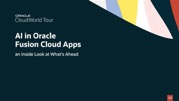 ORACLE
CloudWorld Tour
AI in Oracle
Fusion Cloud Apps
an Inside Look at What's Ahead